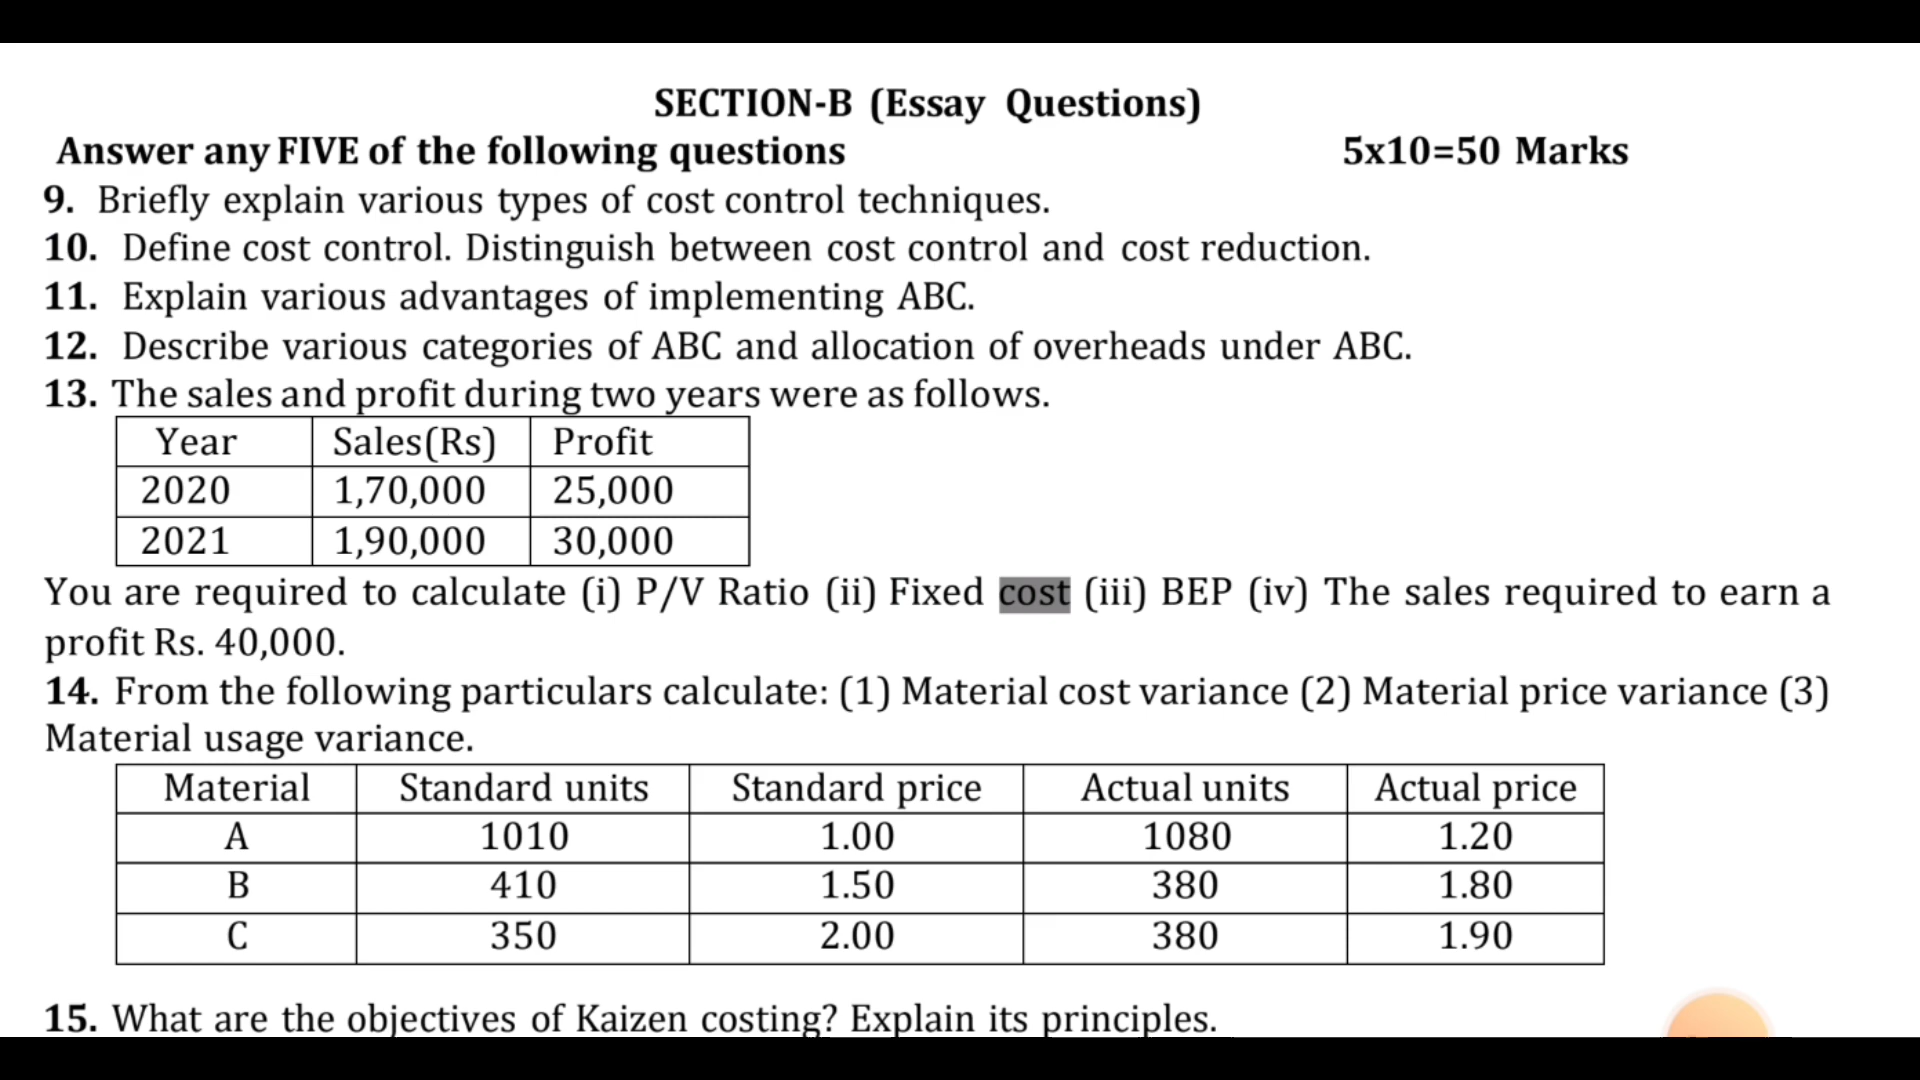 SECTION-B (Essay Questions)
Answer any FIVE of the following questions 5x10=50 Marks
9. Briefly explain various types of cost control techniques.
10. Define cost control. Distinguish between cost control and cost reduction.
11. Explain various advantages of implementing ABC.
12. Describe various categories of ABC and allocation of overheads under ABC.
13. The sales and profit during two years were as follows.
Year Sales(Rs) Profit
2020 1,70,000 25,000
2021 1,90,000 30,000
You are required to calculate (i) P/V Ratio (ii) Fixed cost (iii) BEP (iv) The sales required to earn a
profit Rs. 40,000.
14. From the following particulars calculate: (1) Material cost variance (2) Material price variance (3)
Material usage variance.
Material Standard units Standard price Actual units Actual price
A 1010 1.00 1080 1.20
B 410 1.50 380 1.80
C 350 2.00 380 1.90
15. What are the objectives of Kaizen costing? Explain its principles.